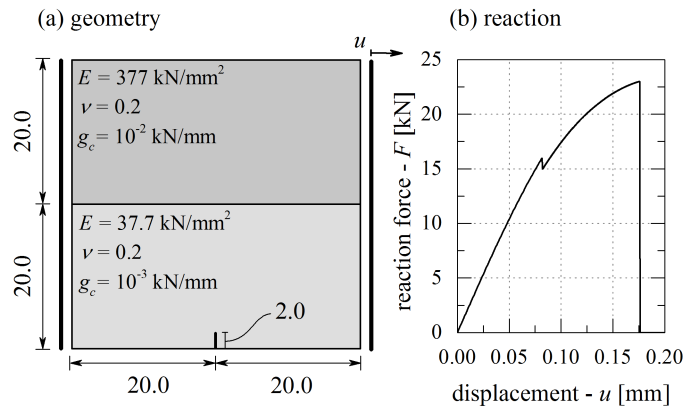 (a) geometry
u
E = 377 kN/mm²
ν = 0.2
g_c = 10⁻² kN/mm
20.0
E = 37.7 kN/mm²
ν = 0.2
g_c = 10⁻³ kN/mm
20.0
2.0
20.0 20.0
(b) reaction
reaction force - F [kN]
25
20
15
10
5
0
0.00 0.05 0.10 0.15 0.20
displacement - u [mm]